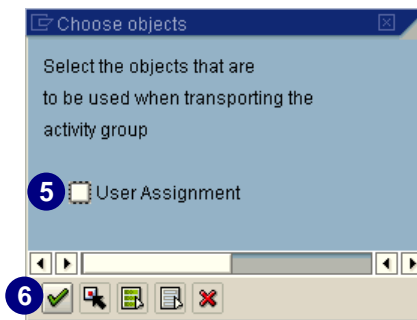 Choose objects
Select the objects that are
to be used when transporting the
activity group
5 User Assignment
6